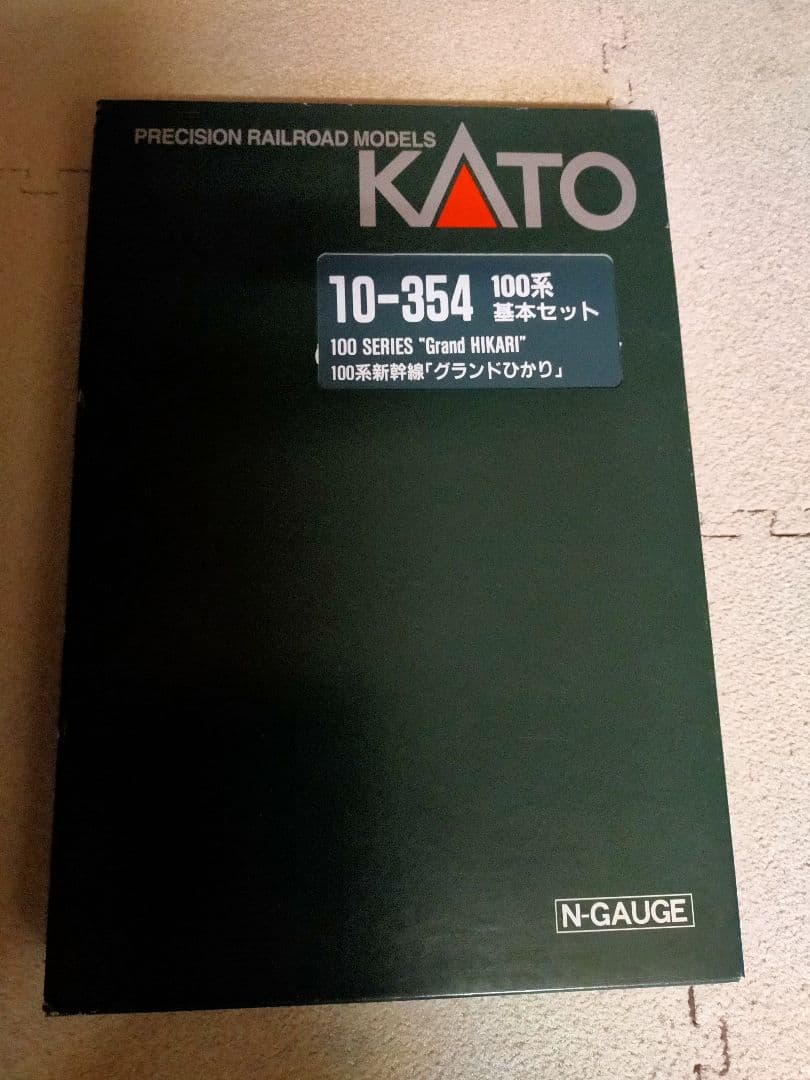 PRECISION RAILROAD MODELS
KATO
10-354 100系
基本セット
100 SERIES "Grand HIKARI"
100系新幹線「グランドひかり」
N-GAUGE